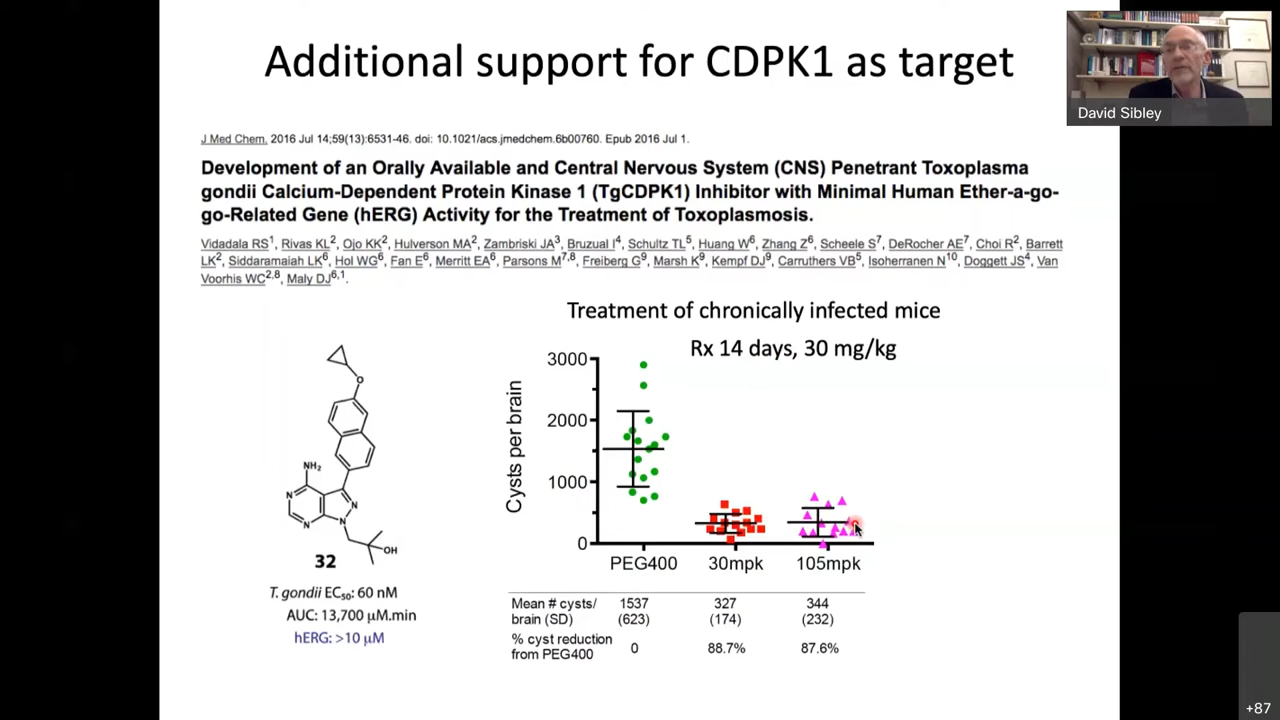 Additional support for CDPK1 as target
David Sibley
J Med Chem. 2016 Jul 14;59(13):6531-46. doi: 10.1021/acs.jmedchem.6b00760. Epub 2016 Jul 1.
Development of an Orally Available and Central Nervous System (CNS) Penetrant Toxoplasma
gondii Calcium-Dependent Protein Kinase 1 (TgCDPK1) Inhibitor with Minimal Human Ether-a-go-
go-Related Gene (hERG) Activity for the Treatment of Toxoplasmosis.
Vidadala RS1, Rivas KL2, Ojo KK2, Hulverson MA2, Zambriski JA3, Bruzual I4, Schultz TL5, Huang W6, Zhang Z6, Scheele S7, DeRocher AE7, Choi R2, Barrett
LK2, Siddaramaiah LK6, Hol WG6, Fan E6, Merritt EA6, Parsons M7,8, Freiberg G9, Marsh K9, Kempf DJ9, Carruthers VB5, Isoherranen N10, Doggett JS4, Van
Voorhis WC2,8, Maly DJ6,1.
Treatment of chronically infected mice
Rx 14 days, 30 mg/kg
O
NH2
N
N
N
N
OH
32
T. gondii EC50: 60 nM
AUC: 13,700 µM.min
hERG: >10 µM
Cysts per brain
3000
2000
1000
0
PEG400 30mpk 105mpk
Mean # cysts/ 1537 327 344
brain (SD) (623) (174) (232)
% cyst reduction
from PEG400 0 88.7% 87.6%
+87